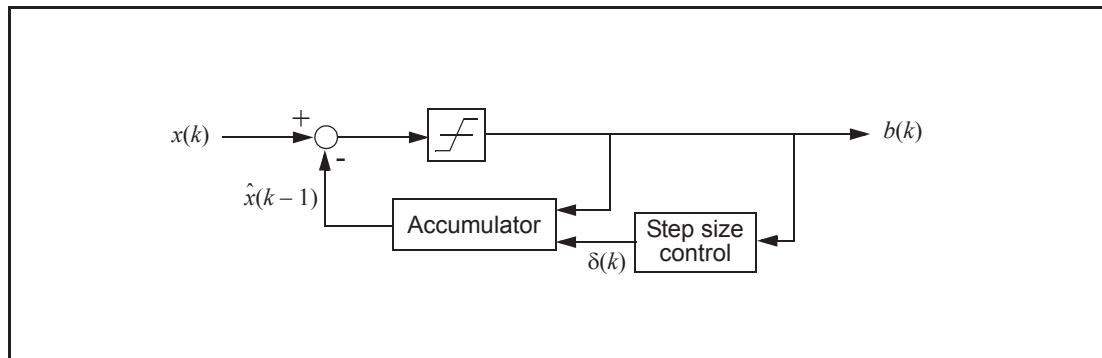 +
x(k)
b(k)
-
x̂(k – 1)
Accumulator
Step size
control
δ(k)